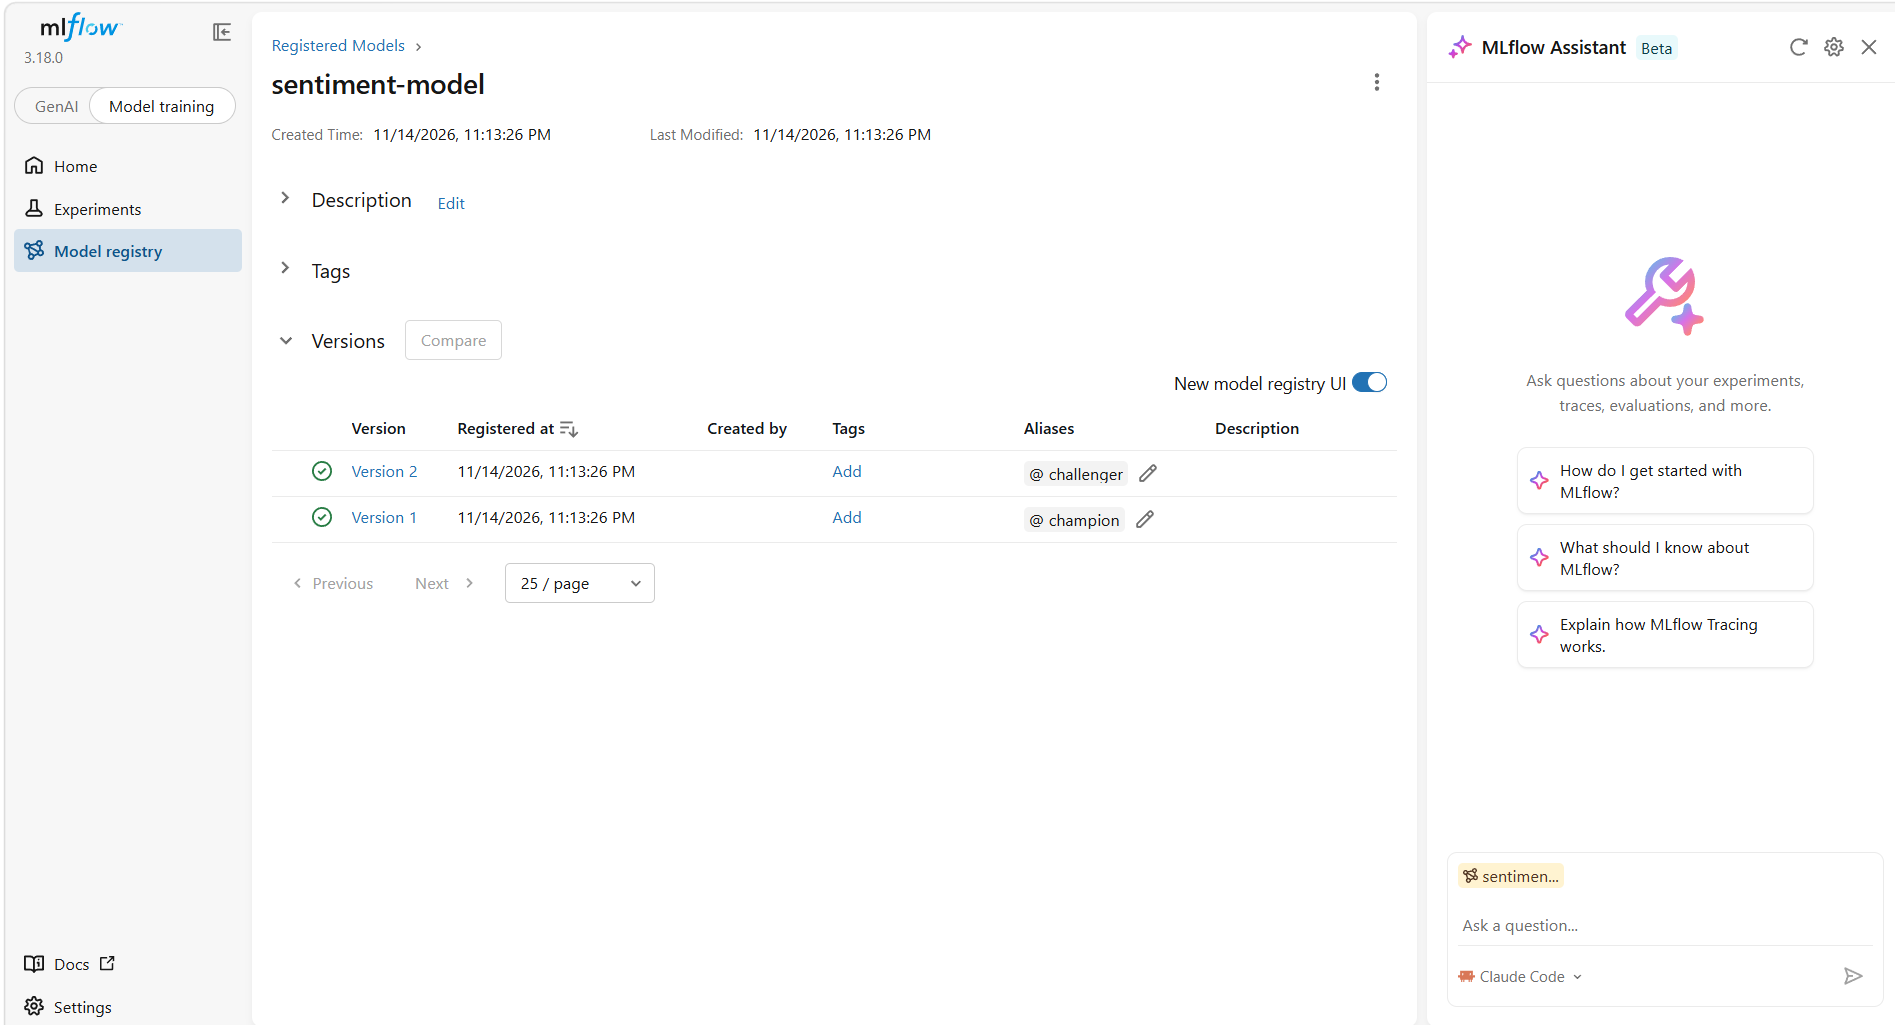 mlflow
3.18.0
GenAI
Model training
Home
Experiments
Model registry
Docs
Settings
Registered Models
sentiment-model
Created Time: 11/14/2026, 11:13:26 PM
Last Modified: 11/14/2026, 11:13:26 PM
Description Edit
Tags
Versions Compare
New model registry UI
Version Registered at Created by Tags Aliases Description
Version 2 11/14/2026, 11:13:26 PM Add @ challenger
Version 1 11/14/2026, 11:13:26 PM Add @ champion
Previous Next 25 / page
MLflow Assistant Beta
Ask questions about your experiments,
traces, evaluations, and more.
How do I get started with
MLflow?
What should I know about
MLflow?
Explain how MLflow Tracing
works.
sentimen...
Ask a question...
Claude Code